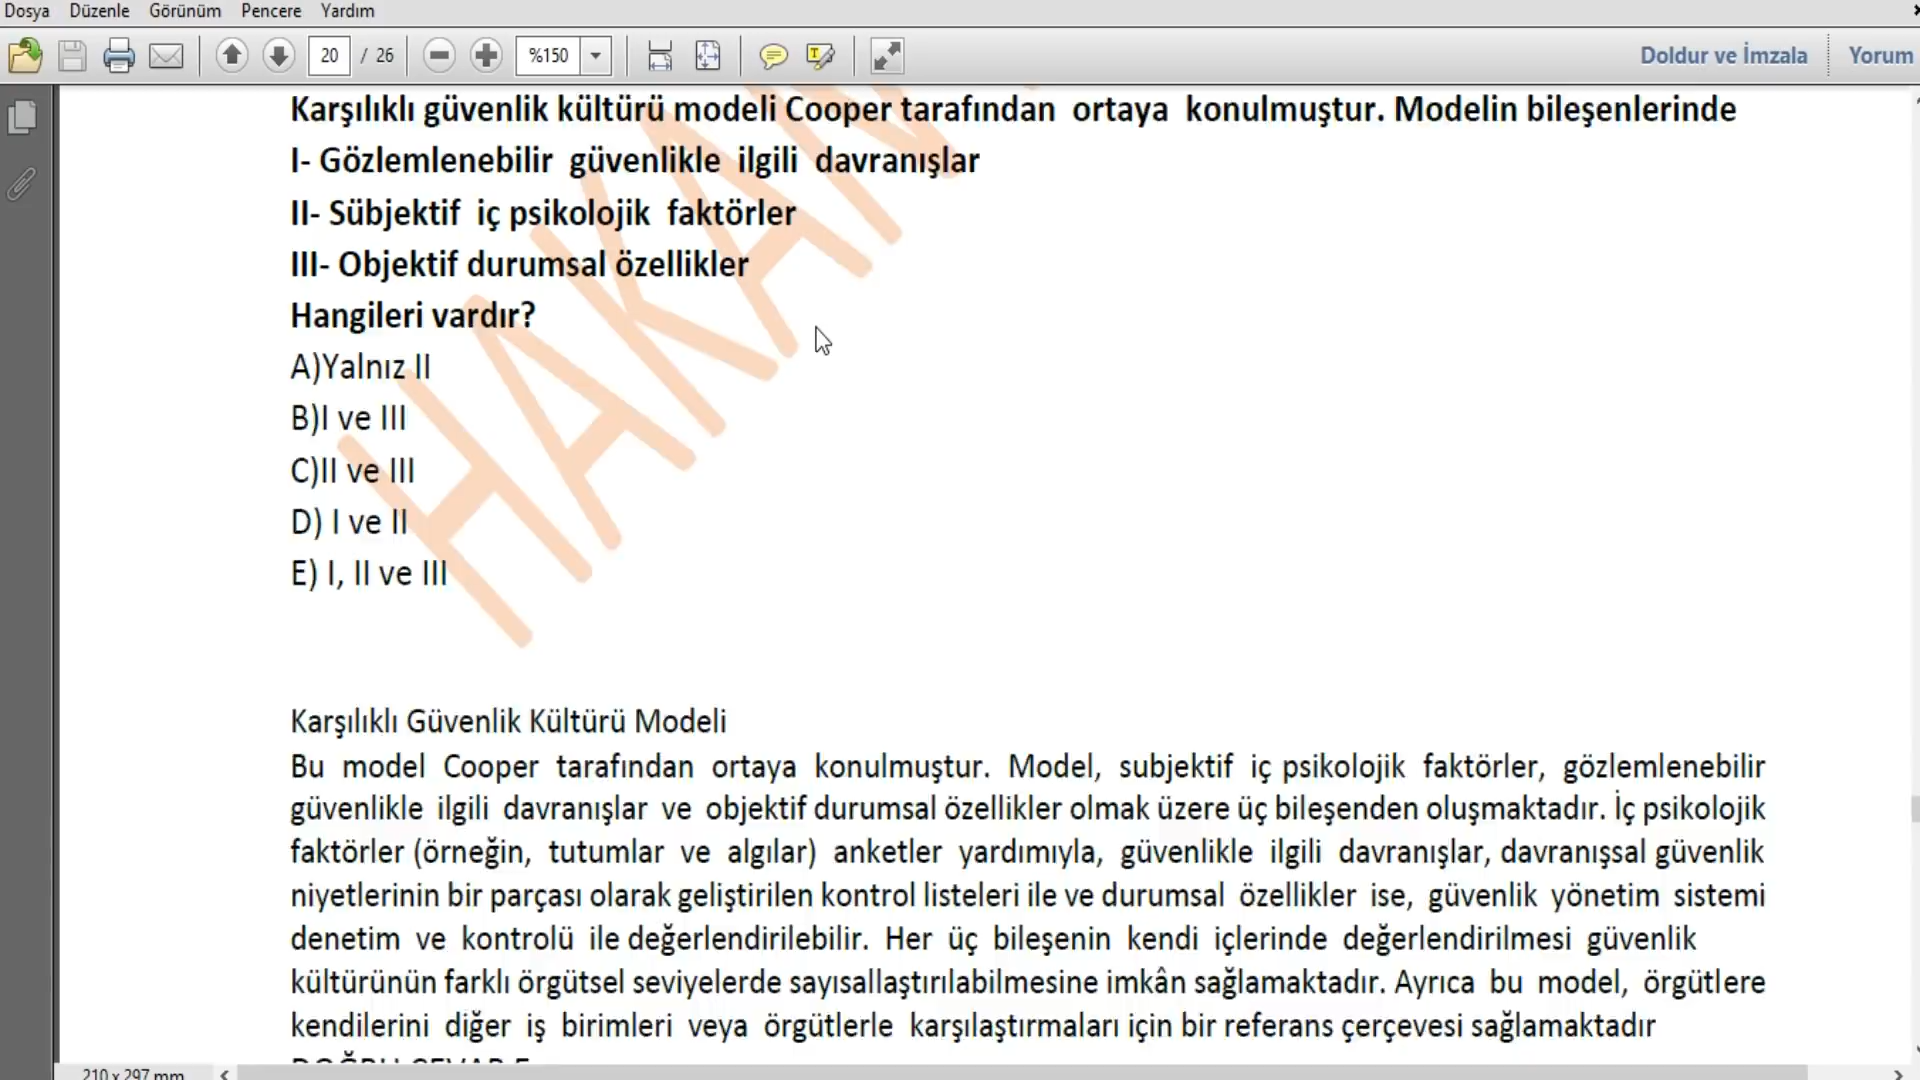 Dosya Düzenle Görünüm Pencere Yardım
20 / 26 %150 Doldur ve İmzala Yorum
Karşılıklı güvenlik kültürü modeli Cooper tarafından ortaya konulmuştur. Modelin bileşenlerinde
I- Gözlemlenebilir güvenlikle ilgili davranışlar
II- Sübjektif iç psikolojik faktörler
III- Objektif durumsal özellikler
Hangileri vardır?
A)Yalnız II
B)I ve III
C)II ve III
D) I ve II
E) I, II ve III
HAKAN
Karşılıklı Güvenlik Kültürü Modeli
Bu model Cooper tarafından ortaya konulmuştur. Model, subjektif iç psikolojik faktörler, gözlemlenebilir
güvenlikle ilgili davranışlar ve objektif durumsal özellikler olmak üzere üç bileşenden oluşmaktadır. İç psikolojik
faktörler (örneğin, tutumlar ve algılar) anketler yardımıyla, güvenlikle ilgili davranışlar, davranışsal güvenlik
niyetlerinin bir parçası olarak geliştirilen kontrol listeleri ile ve durumsal özellikler ise, güvenlik yönetim sistemi
denetim ve kontrolü ile değerlendirilebilir. Her üç bileşenin kendi içlerinde değerlendirilmesi güvenlik
kültürünün farklı örgütsel seviyelerde sayısallaştırılabilmesine imkân sağlamaktadır. Ayrıca bu model, örgütlere
kendilerini diğer iş birimleri veya örgütlerle karşılaştırmaları için bir referans çerçevesi sağlamaktadır
DOĞRU CEVAP E
210 x 297 mm